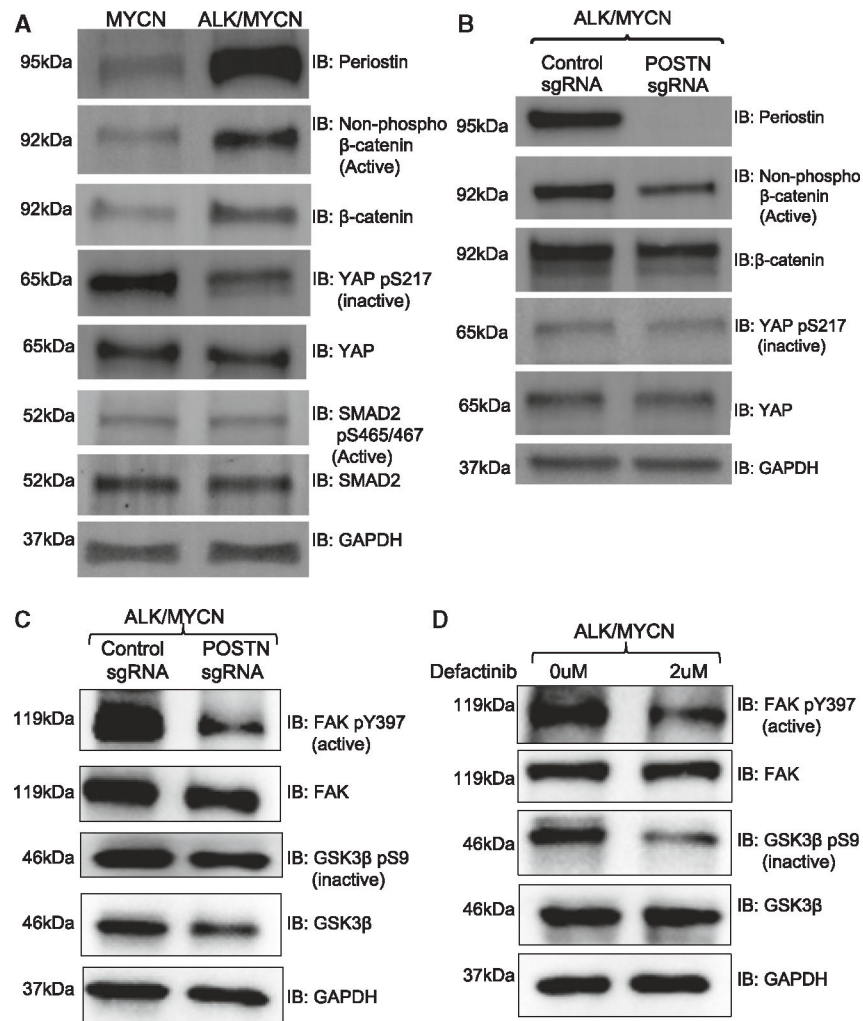 A
MYCN ALK/MYCN
95kDa IB: Periostin
92kDa IB: Non-phospho
β-catenin
(Active)
92kDa IB: β-catenin
65kDa IB: YAP pS217
(inactive)
65kDa IB: YAP
52kDa IB: SMAD2
pS465/467
(Active)
52kDa IB: SMAD2
37kDa IB: GAPDH
B
ALK/MYCN
Control POSTN
sgRNA sgRNA
95kDa IB: Periostin
92kDa IB: Non-phospho
β-catenin
(Active)
92kDa IB:β-catenin
65kDa IB: YAP pS217
(inactive)
65kDa IB: YAP
37kDa IB: GAPDH
C
ALK/MYCN
Control POSTN
sgRNA sgRNA
119kDa IB: FAK pY397
(active)
119kDa IB: FAK
46kDa IB: GSK3β pS9
(inactive)
46kDa IB: GSK3β
37kDa IB: GAPDH
D
ALK/MYCN
Defactinib 0uM 2uM
119kDa IB: FAK pY397
(active)
119kDa IB: FAK
46kDa IB: GSK3β pS9
(inactive)
46kDa IB: GSK3β
37kDa IB: GAPDH